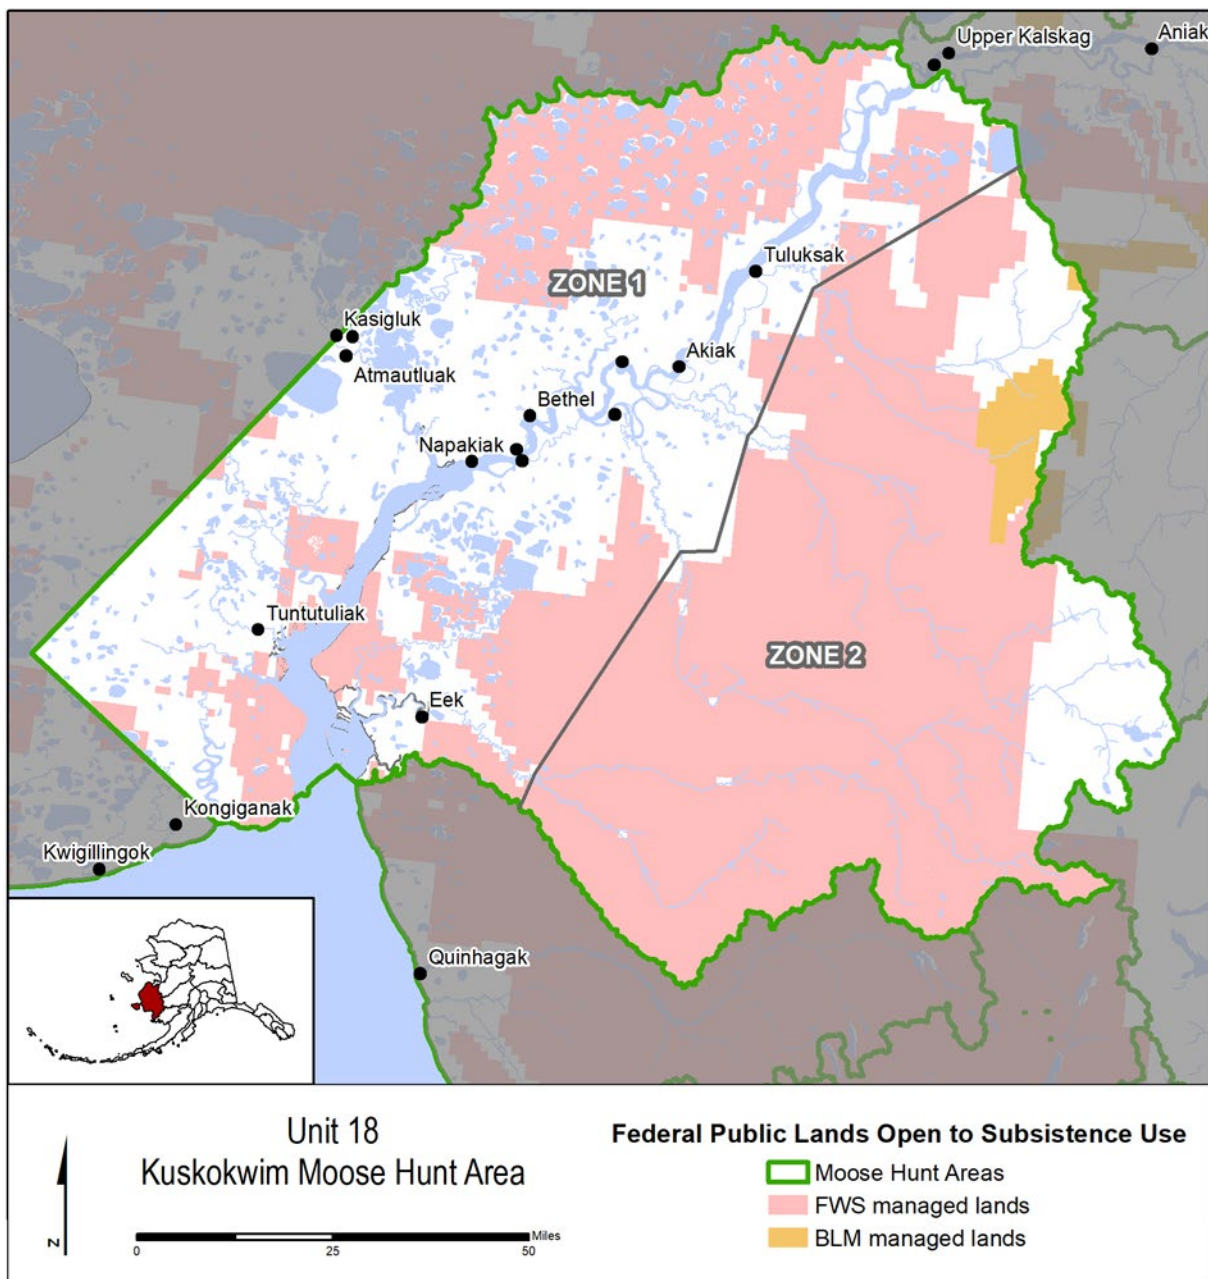 Upper Kalskag
Aniak
Tuluksak
ZONE 1
Kasigluk
Atmautluak
Akiak
Bethel
Napakiak
Tuntutuliak
ZONE 2
Eek
Kongiganak
Kwigillingok
Quinhagak
Unit 18
Kuskokwim Moose Hunt Area
N
Miles
0 25 50
Federal Public Lands Open to Subsistence Use
Moose Hunt Areas
FWS managed lands
BLM managed lands